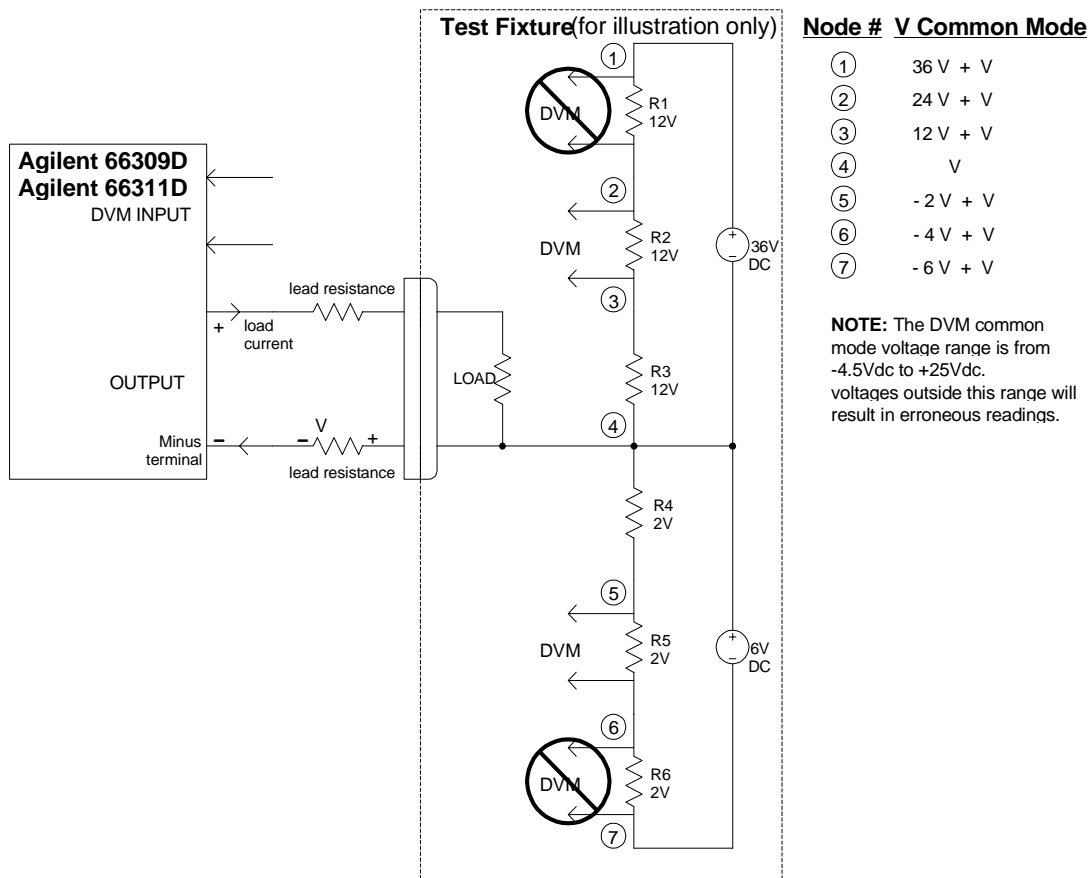 Test Fixture(for illustration only)
Node # V Common Mode
1 36 V + V
2 24 V + V
3 12 V + V
4 V
5 - 2 V + V
6 - 4 V + V
7 - 6 V + V
NOTE: The DVM common
mode voltage range is from
-4.5Vdc to +25Vdc.
voltages outside this range will
result in erroneous readings.
Agilent 66309D
Agilent 66311D
DVM INPUT
lead resistance
+ load
current
OUTPUT
Minus
terminal
–
– V +
lead resistance
LOAD
1
DVM
R1
12V
2
DVM
R2
12V
3
R3
12V
4
+
–
36V
DC
R4
2V
5
DVM
R5
2V
+
–
6V
DC
6
DVM
R6
2V
7